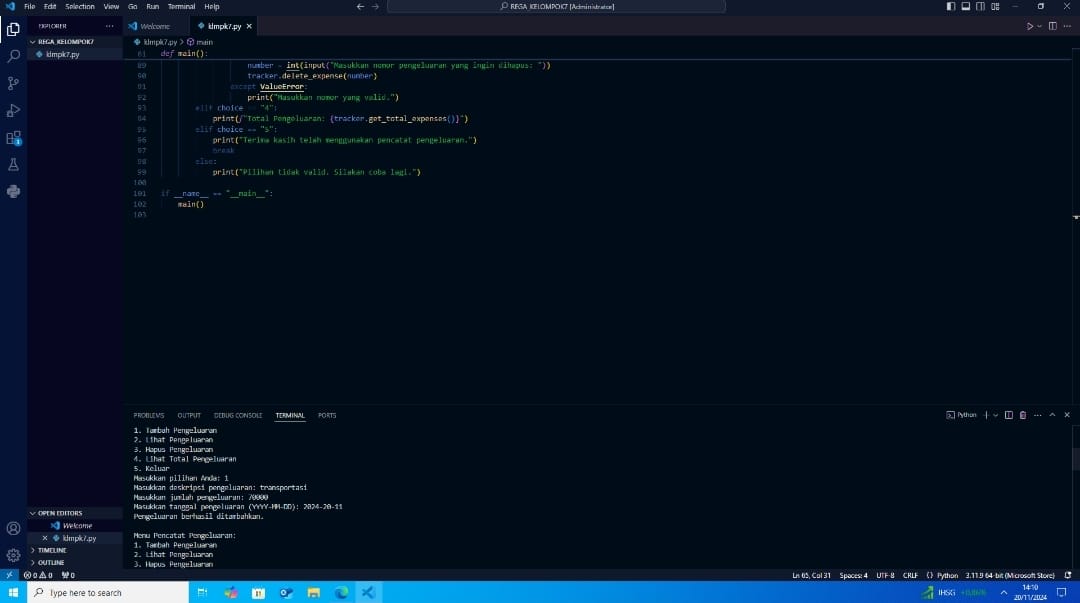 File Edit Selection View Go Run Terminal Help
REGA_KELOMPOK7 [Administrator]
EXPLORER
Welcome
klmpk7.py
REGA_KELOMPOK7
klmpk7.py
klmpk7.py > main
61 def main():
89 number = int(input("Masukkan nomor pengeluaran yang ingin dihapus: "))
90 tracker.delete_expense(number)
91 except ValueError:
92 print("Masukkan nomor yang valid.")
93 elif choice == "4":
94 print(f"Total Pengeluaran: {tracker.get_total_expenses()}")
95 elif choice == "5":
96 print("Terima kasih telah menggunakan pencatat pengeluaran.")
97 break
98 else:
99 print("Pilihan tidak valid. Silakan coba lagi.")
100
101 if __name__ == "__main__":
102 main()
103
PROBLEMS OUTPUT DEBUG CONSOLE TERMINAL PORTS
Python
1. Tambah Pengeluaran
2. Lihat Pengeluaran
3. Hapus Pengeluaran
4. Lihat Total Pengeluaran
5. Keluar
Masukkan pilihan Anda: 1
Masukkan deskripsi pengeluaran: transportasi
Masukkan jumlah pengeluaran: 70000
Masukkan tanggal pengeluaran (YYYY-MM-DD): 2024-20-11
Pengeluaran berhasil ditambahkan.
Menu Pencatat Pengeluaran:
1. Tambah Pengeluaran
2. Lihat Pengeluaran
3. Hapus Pengeluaran
OPEN EDITORS
Welcome
klmpk7.py
TIMELINE
OUTLINE
0 0 0
Ln 65, Col 31 Spaces: 4 UTF-8 CRLF Python 3.11.9 64-bit (Microsoft Store)
Type here to search
IHSG +0,86%
14:10
20/11/2024